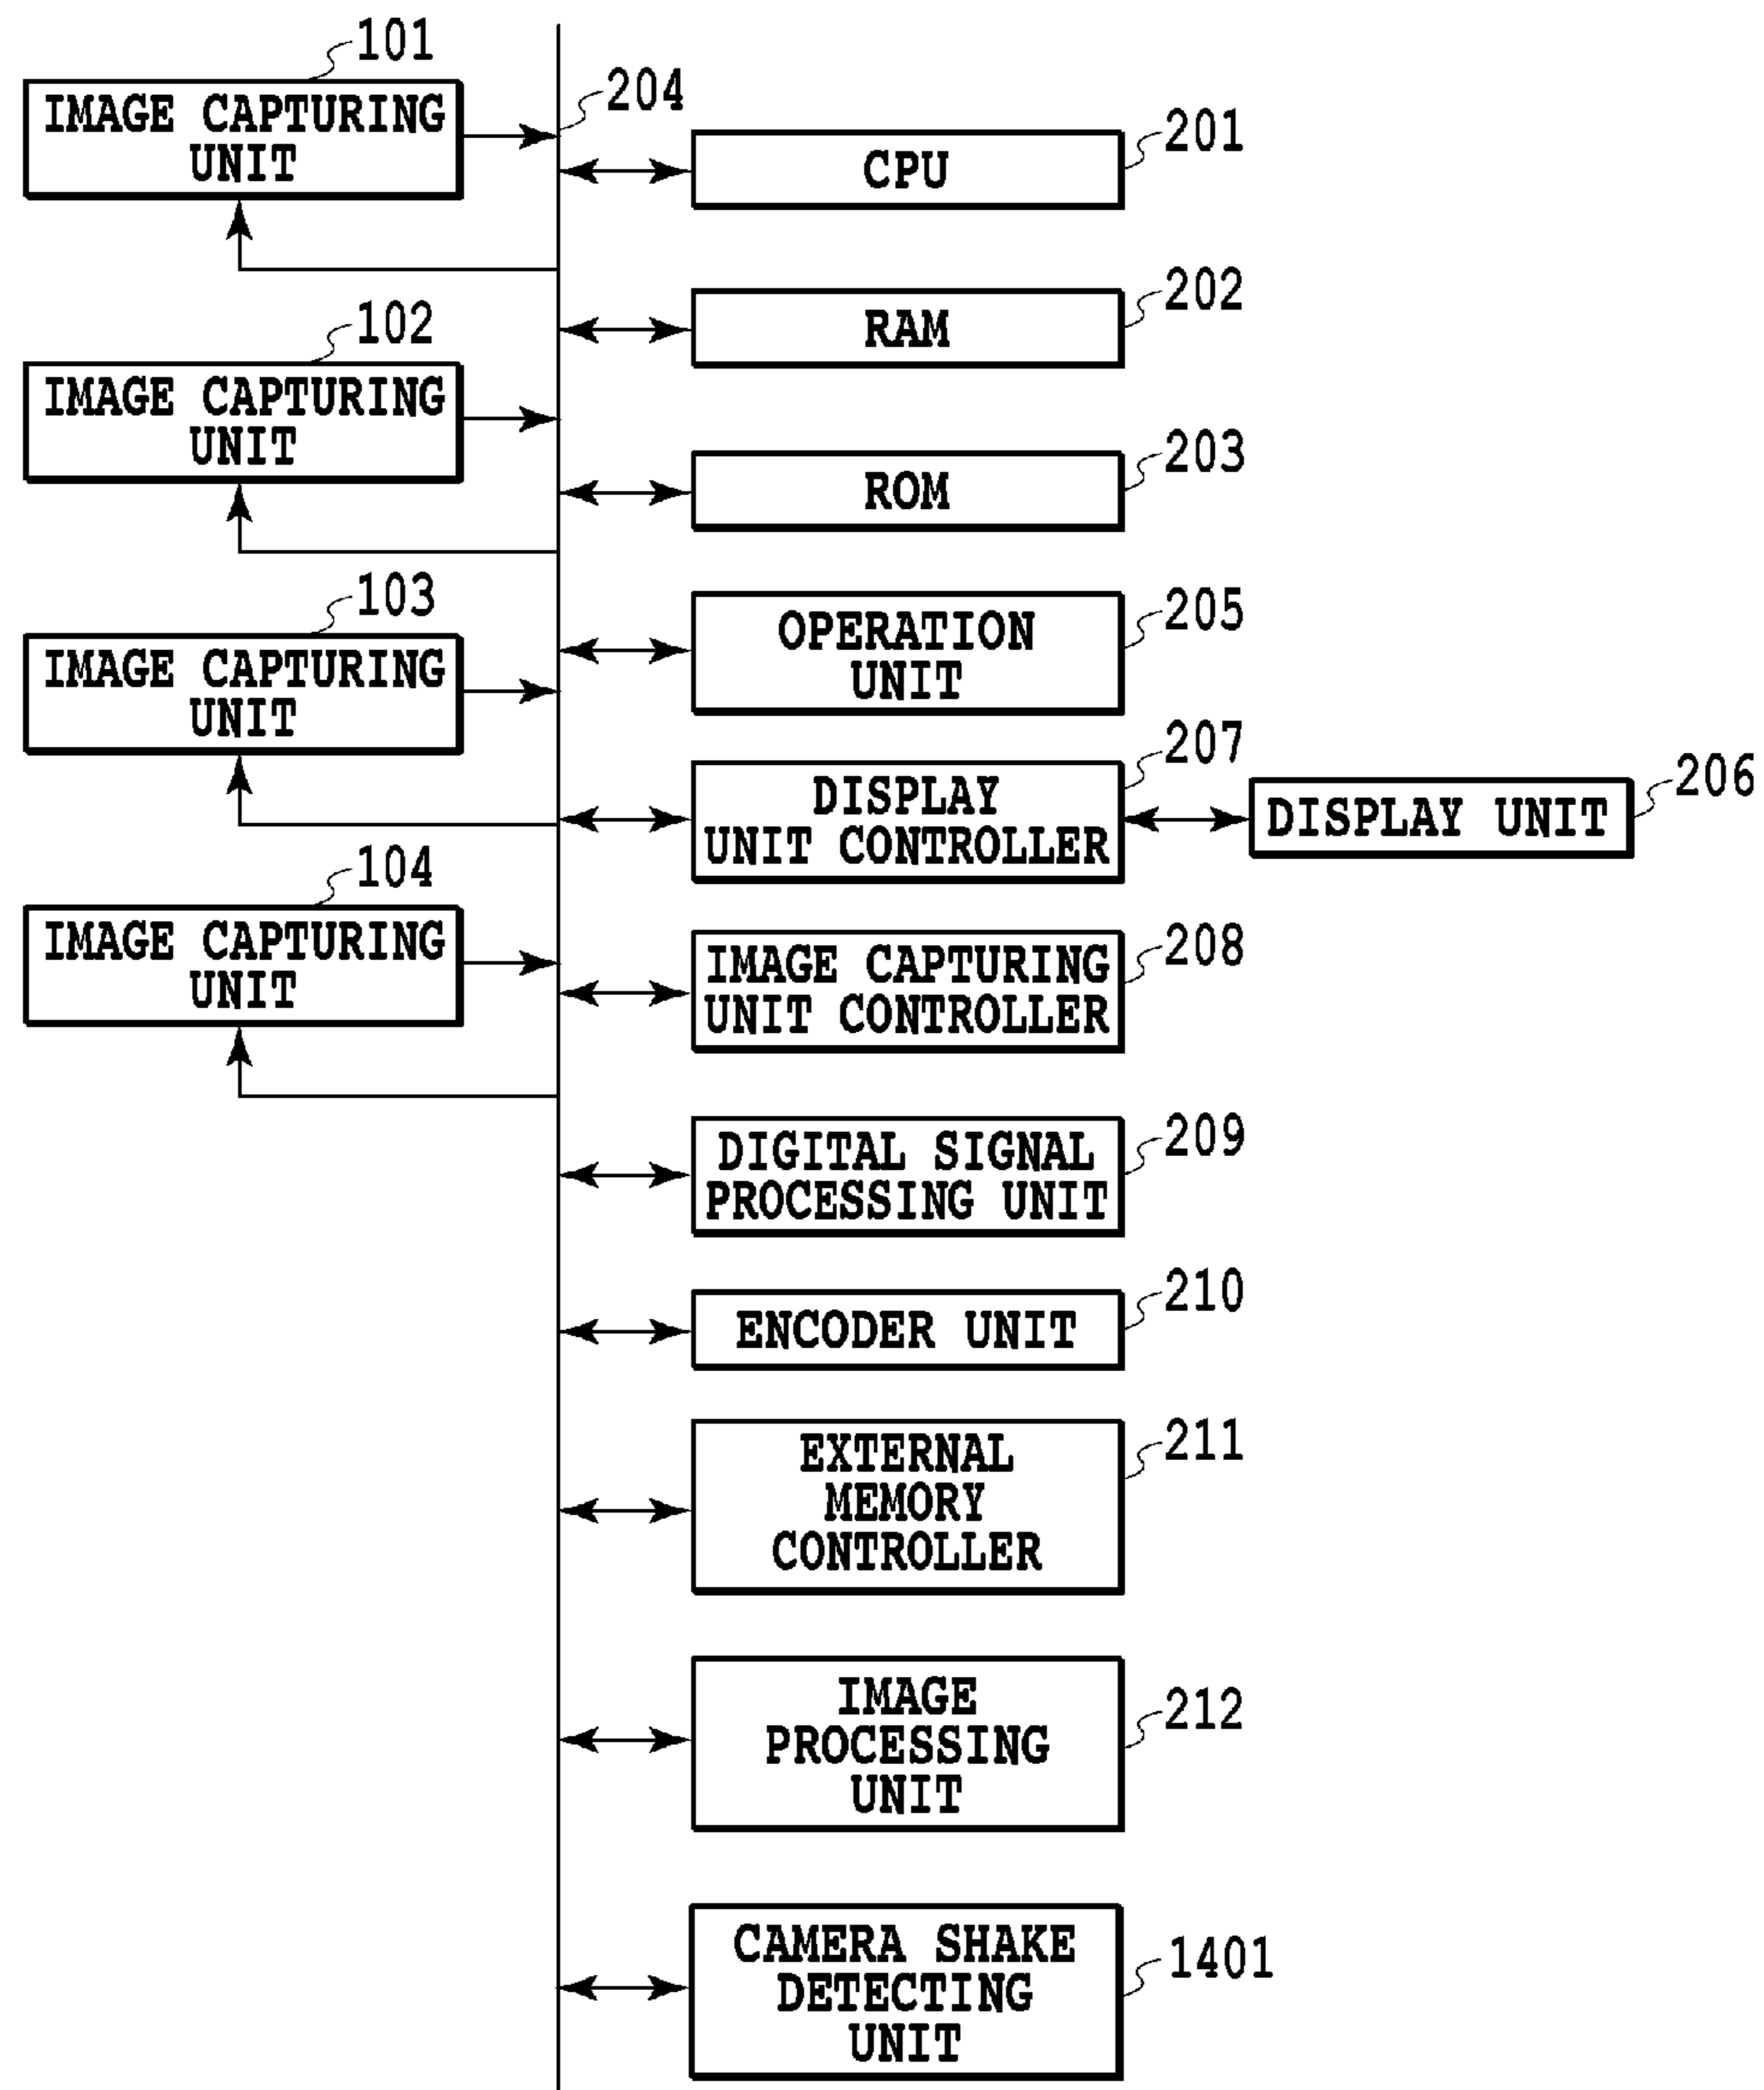 101
IMAGE CAPTURING
UNIT
204
201
CPU
202
RAM
102
IMAGE CAPTURING
UNIT
203
ROM
103
IMAGE CAPTURING
UNIT
205
OPERATION
UNIT
207
DISPLAY
UNIT CONTROLLER
206
DISPLAY UNIT
104
IMAGE CAPTURING
UNIT
208
IMAGE CAPTURING
UNIT CONTROLLER
209
DIGITAL SIGNAL
PROCESSING UNIT
210
ENCODER UNIT
211
EXTERNAL
MEMORY
CONTROLLER
212
IMAGE
PROCESSING
UNIT
1401
CAMERA SHAKE
DETECTING
UNIT